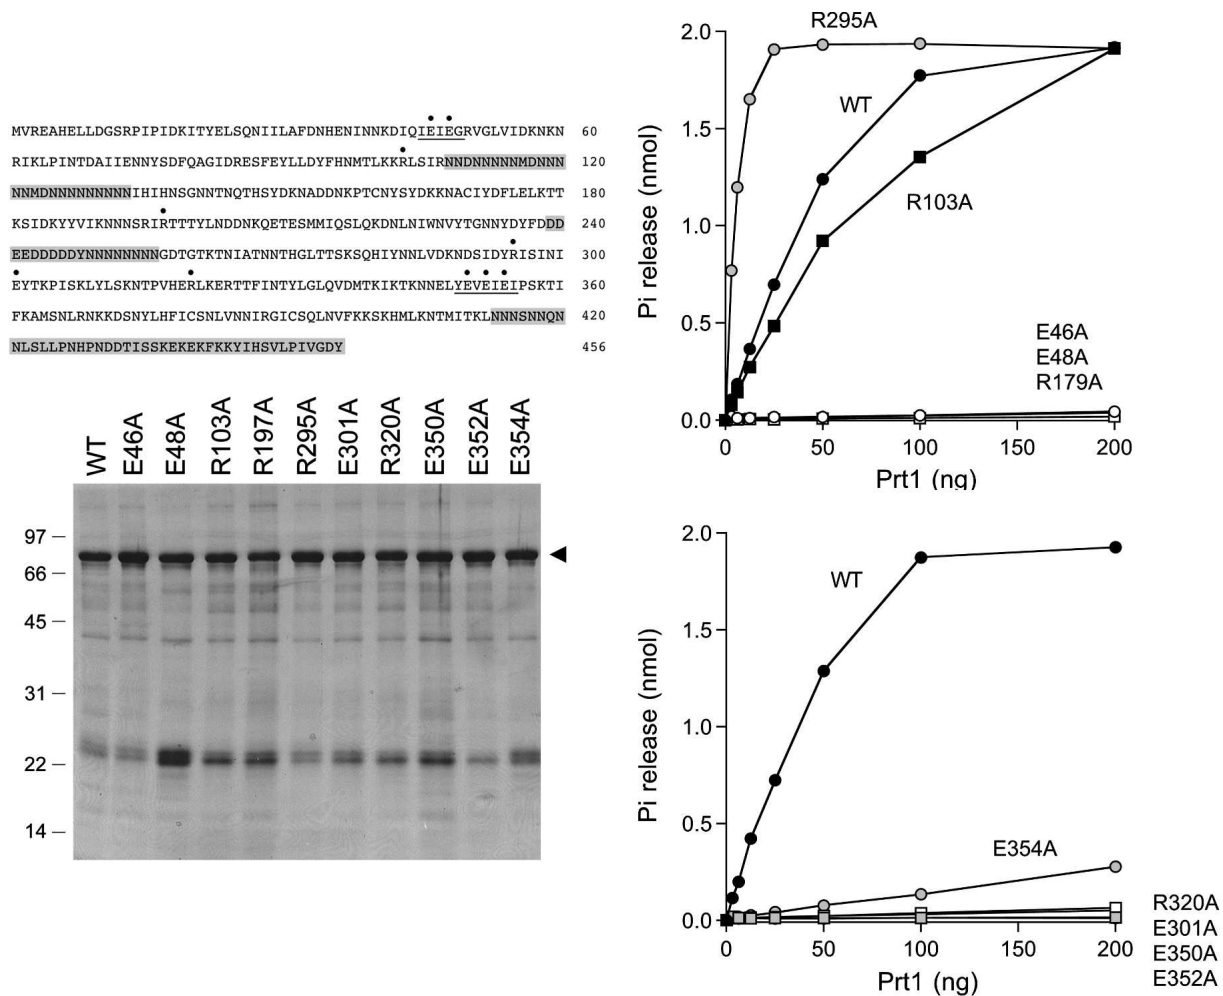 MVREAHELLDGSRPIPIDKITYELSQNIILAFDNHENINNKDIQIEIEGRVGLVIDKNKN 60
RIKLPINTDAIIENNYSDFQAGIDRESFEYLLDYFHNMTLKKRLSIRNNDNNNNNMDNNN 120
NNMDNNNNNNNNNIHIHNSGNNTNQTHSYDKNADDNKPTCNYSYDKKNACIYDFLELKTT 180
KSIDKYYVIKNNNSRIRTTTYLNDDNKQETESMMIQSLQKDNLNIWNVYTGNNYDYFDDD 240
EEDDDDDYNNNNNNNNGDTGTKTNIATNNTHGLTTSKSQHIYNNLVDKNDSIDYRISINI 300
EYTKPISKLYLSKNTPVHERLKERTTFINTYLGLQVDMTKIKTKNNELYEVEIEIPSKTI 360
FKAMSNLRNKKDSNYLHFICSNLVNNIRGICSQLNVFKKSKHMLKNTMITKLNNNSNNQN 420
NLSLLPNHPNDDTISSKEKEKFKKYIHSVLPIVGDY 456
WT E46A E48A R103A R197A R295A E301A R320A E350A E352A E354A
97
66
45
31
22
14
R295A
2.0
WT
1.5
R103A
1.0
Pi release (nmol)
0.5
E46A
E48A
R179A
0.0
0 50 100 150 200
Prt1 (ng)
2.0
WT
1.5
1.0
Pi release (nmol)
0.5
E354A
0.0
R320A
E301A
E350A
E352A
0 50 100 150 200
Prt1 (ng)